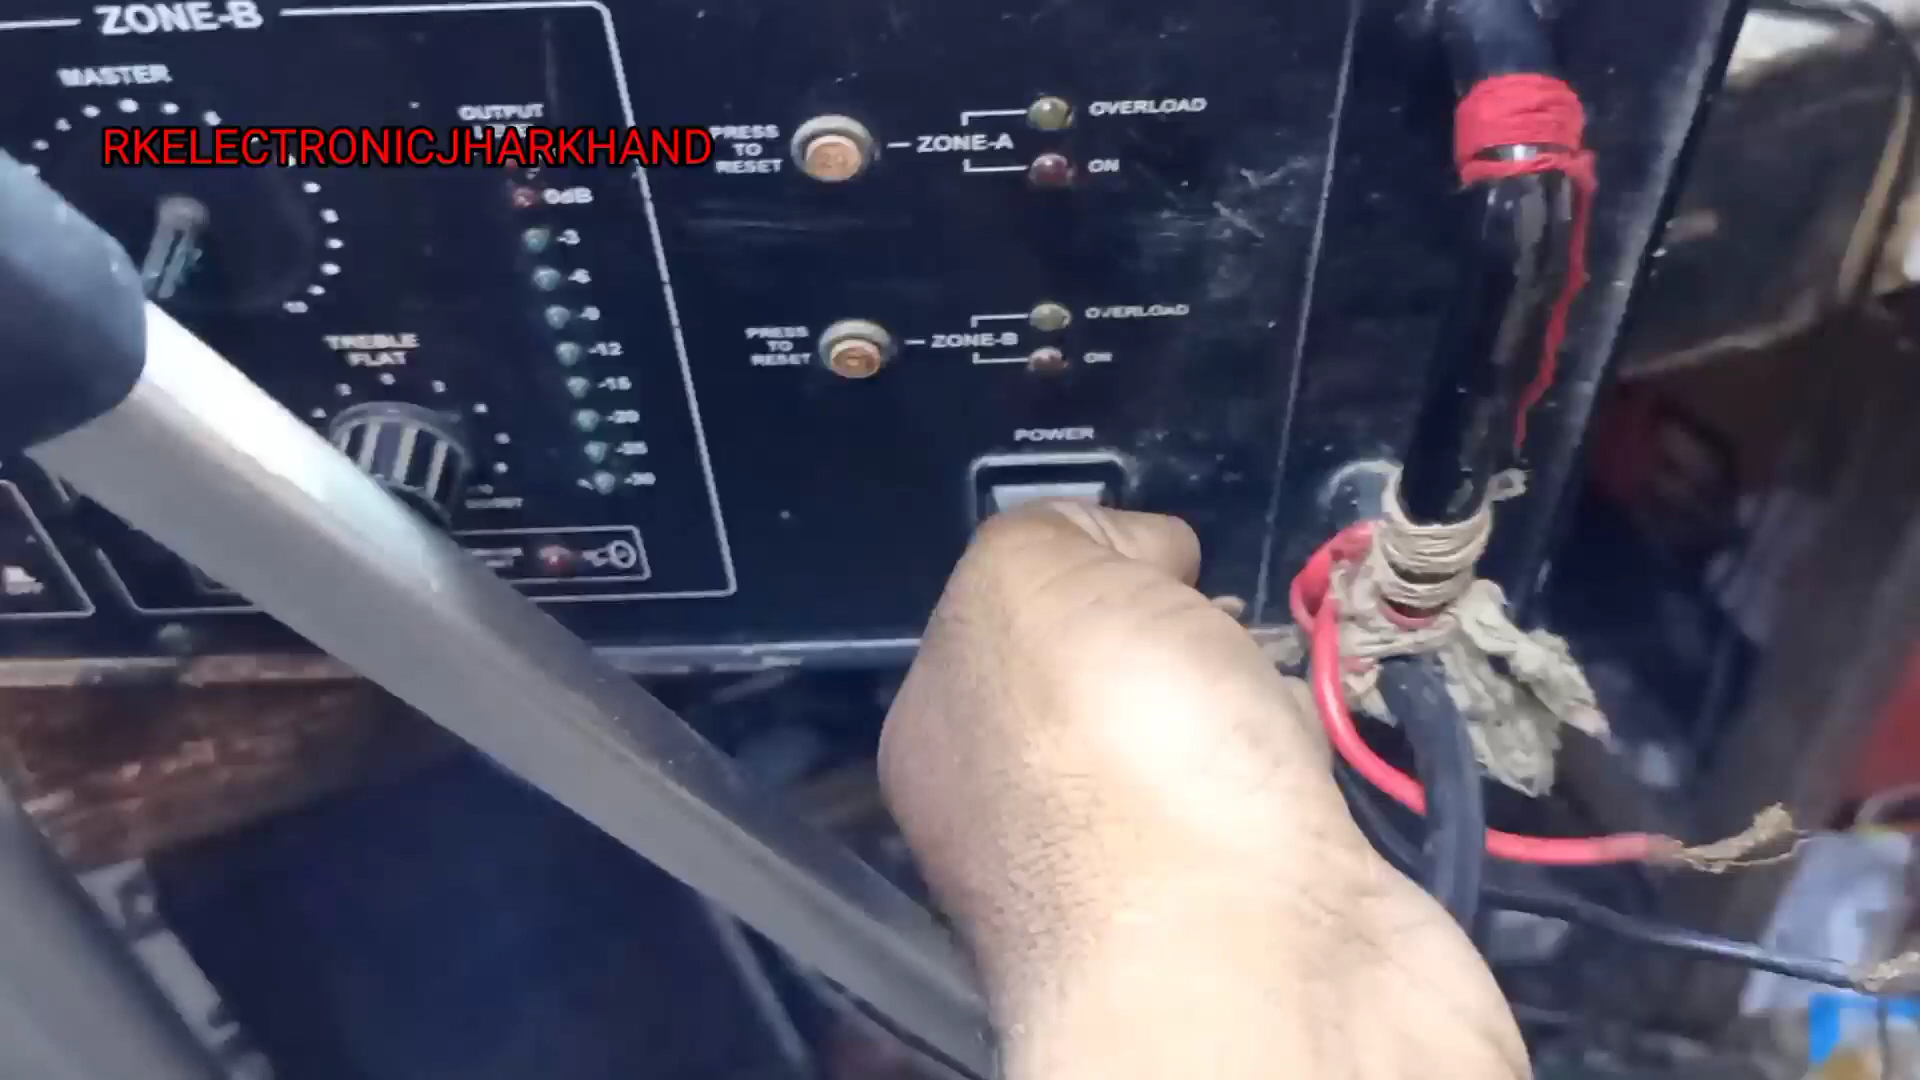 ZONE-B
MASTER
OUTPUT
RKELECTRONICJHARKHAND
0dB
-3
-6
-9
-12
-15
-20
-25
-30
TREBLE
FLAT
PRESS
TO
RESET
ZONE-A
OVERLOAD
ON
PRESS
TO
RESET
ZONE-B
OVERLOAD
ON
POWER